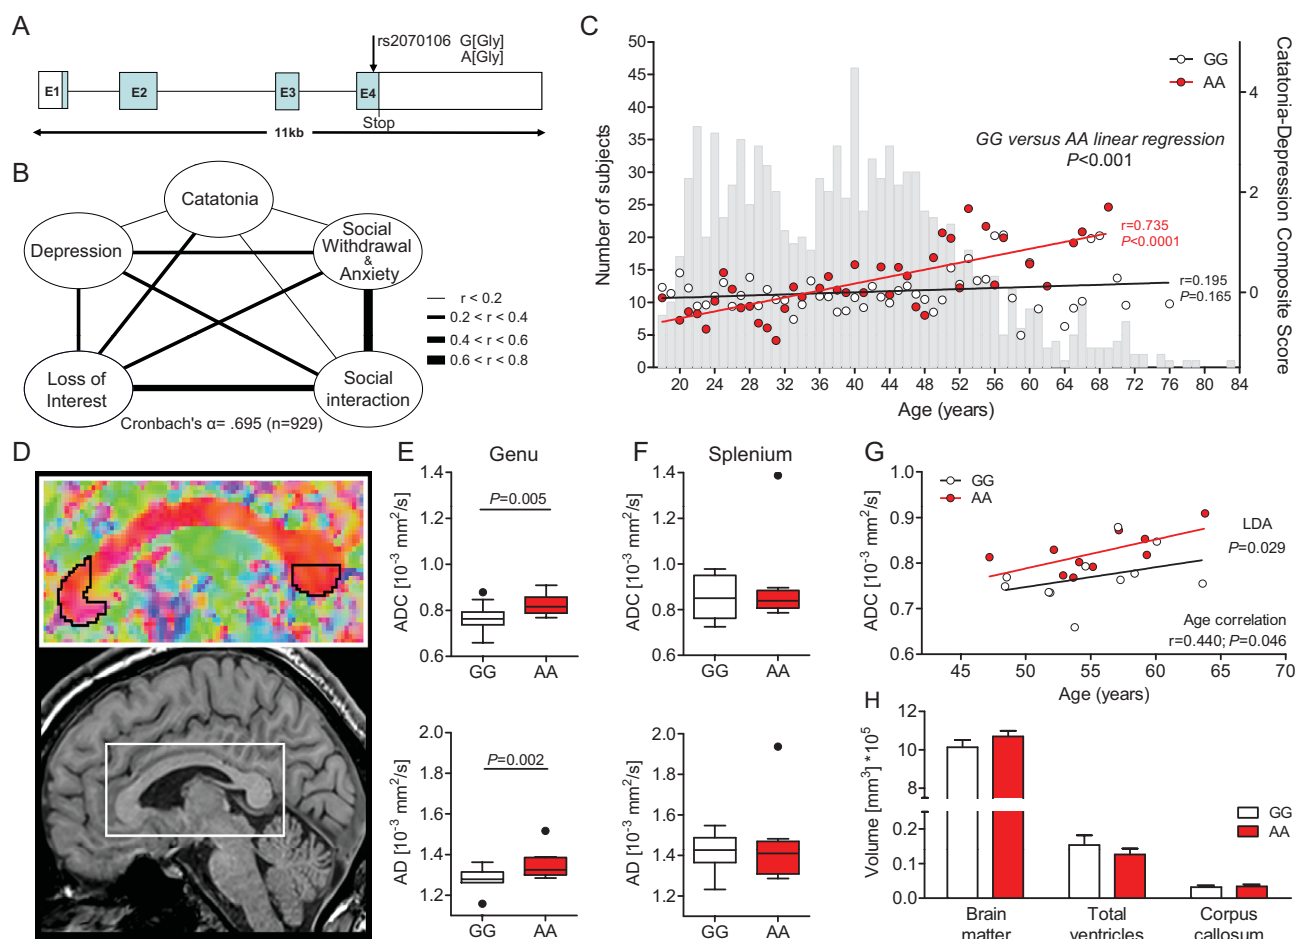 A
rs2070106 G[Gly]
A[Gly]
E1
E2
E3
E4
Stop
11kb
B
Catatonia
Depression
Social
Withdrawal
&
Anxiety
Loss of
Interest
Social
interaction
r < 0.2
0.2 < r < 0.4
0.4 < r < 0.6
0.6 < r < 0.8
Cronbach's α= .695 (n=929)
C
Number of subjects
50
45
40
35
30
25
20
15
10
5
0
GG
AA
GG versus AA linear regression
P<0.001
r=0.735
P<0.0001
r=0.195
P=0.165
4
2
0
Catatonia-Depression Composite Score
20 24 28 32 36 40 44 48 52 56 60 64 68 72 76 80 84
Age (years)
D
E
Genu
ADC [10⁻³ mm²/s]
1.4
1.2
1.0
0.8
0.6
P=0.005
GG AA
AD [10⁻³ mm²/s]
2.0
1.8
1.6
1.4
1.2
P=0.002
GG AA
F
Splenium
ADC [10⁻³ mm²/s]
1.4
1.2
1.0
0.8
0.6
GG AA
AD [10⁻³ mm²/s]
2.0
1.8
1.6
1.4
1.2
GG AA
G
ADC [10⁻³ mm²/s]
1.0
0.9
0.8
0.7
0.6
GG
AA
LDA
P=0.029
Age correlation
r=0.440; P=0.046
45 50 55 60 65 70
Age (years)
H
Volume [mm³] *10⁵
12
10
8
0.2
0.1
0.0
GG
AA
Brain
matter
Total
ventricles
Corpus
callosum